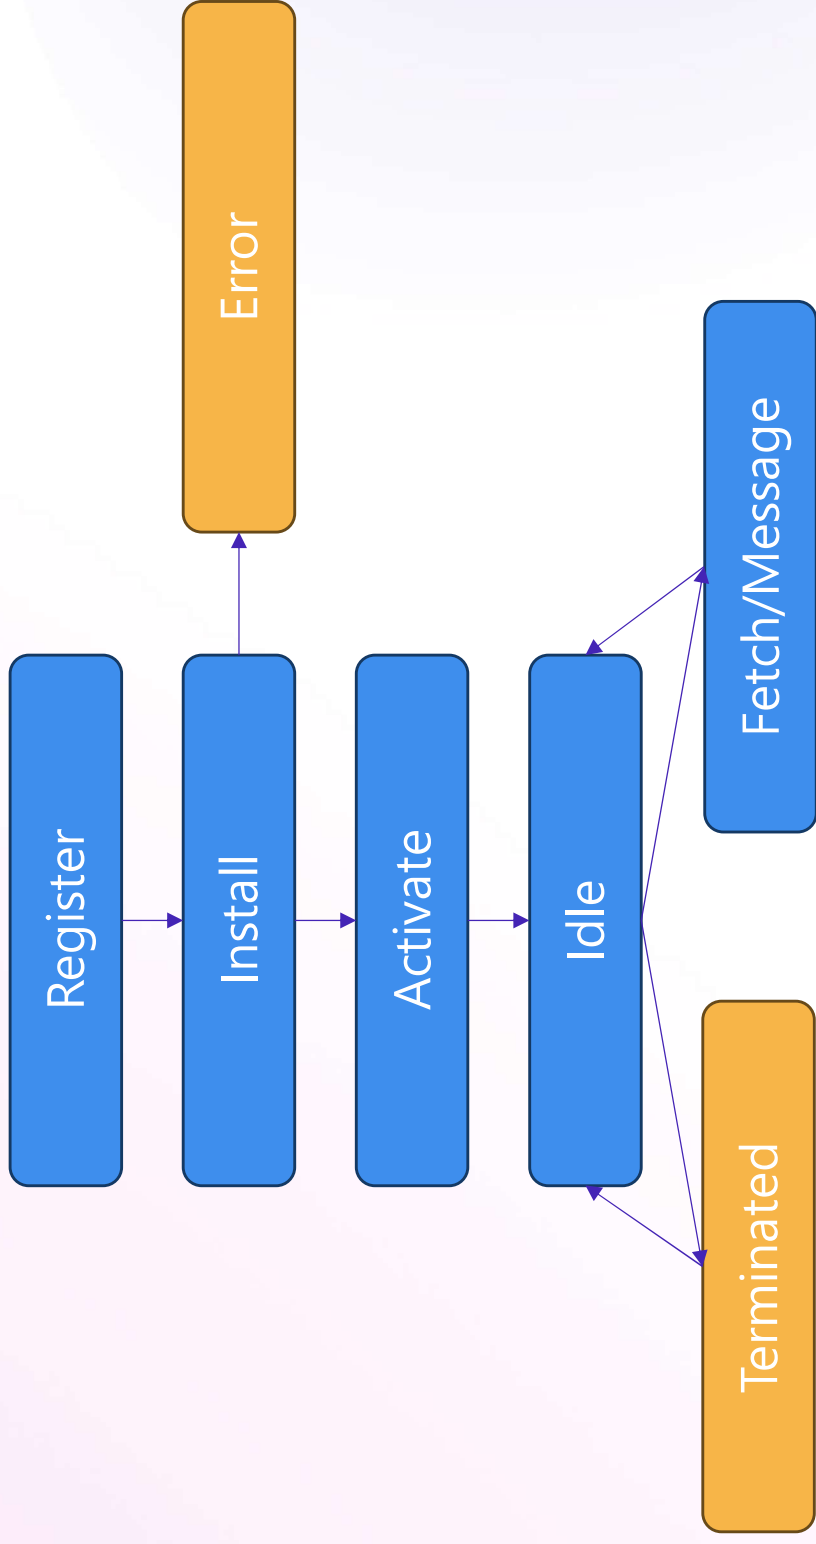 Register
Install
Error
Activate
Idle
Terminated
Fetch/Message